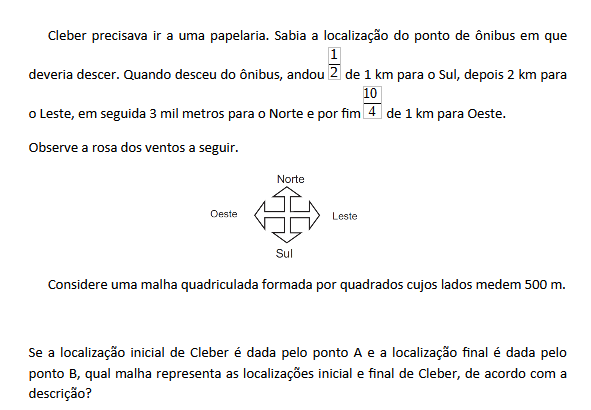 Cleber precisava ir a uma papelaria. Sabia a localização do ponto de ônibus em que
deveria descer. Quando desceu do ônibus, andou 1/2 de 1 km para o Sul, depois 2 km para
o Leste, em seguida 3 mil metros para o Norte e por fim 10/4 de 1 km para Oeste.
Observe a rosa dos ventos a seguir.
Norte
Oeste
Leste
Sul
Considere uma malha quadriculada formada por quadrados cujos lados medem 500 m.
Se a localização inicial de Cleber é dada pelo ponto A e a localização final é dada pelo
ponto B, qual malha representa as localizações inicial e final de Cleber, de acordo com a
descrição?